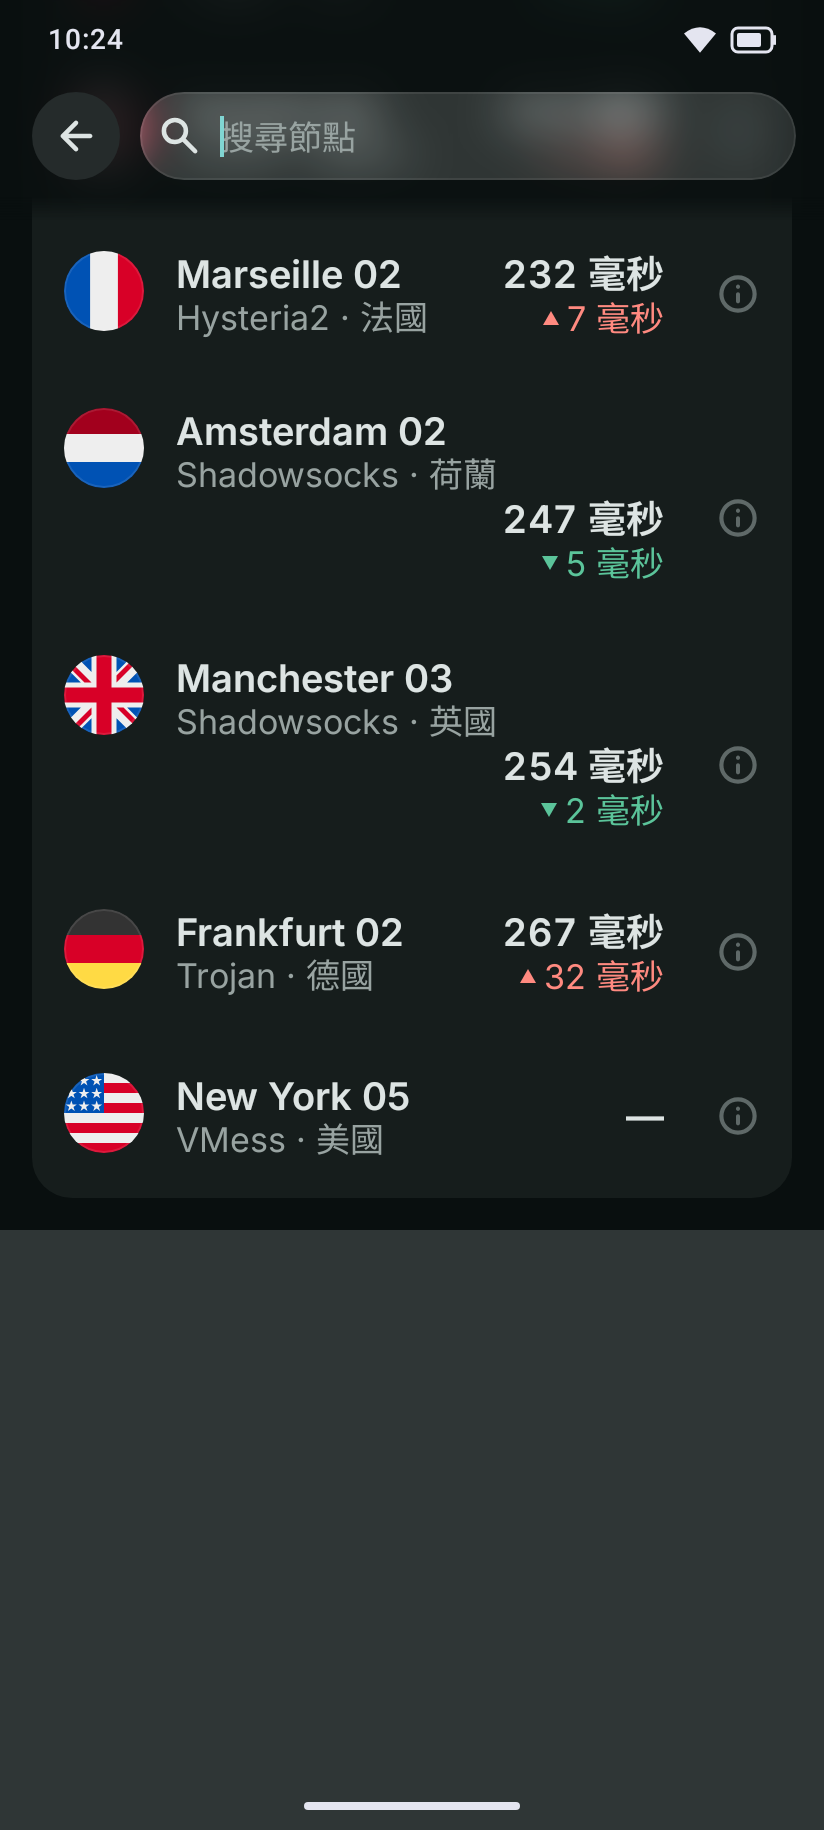 10:24
搜尋節點
Marseille 02
232 毫秒
Hysteria2 · 法國
▲7 毫秒
Amsterdam 02
Shadowsocks · 荷蘭
247 毫秒
▼5 毫秒
Manchester 03
Shadowsocks · 英國
254 毫秒
▼2 毫秒
Frankfurt 02
267 毫秒
Trojan · 德國
▲32 毫秒
New York 05
—
VMess · 美國